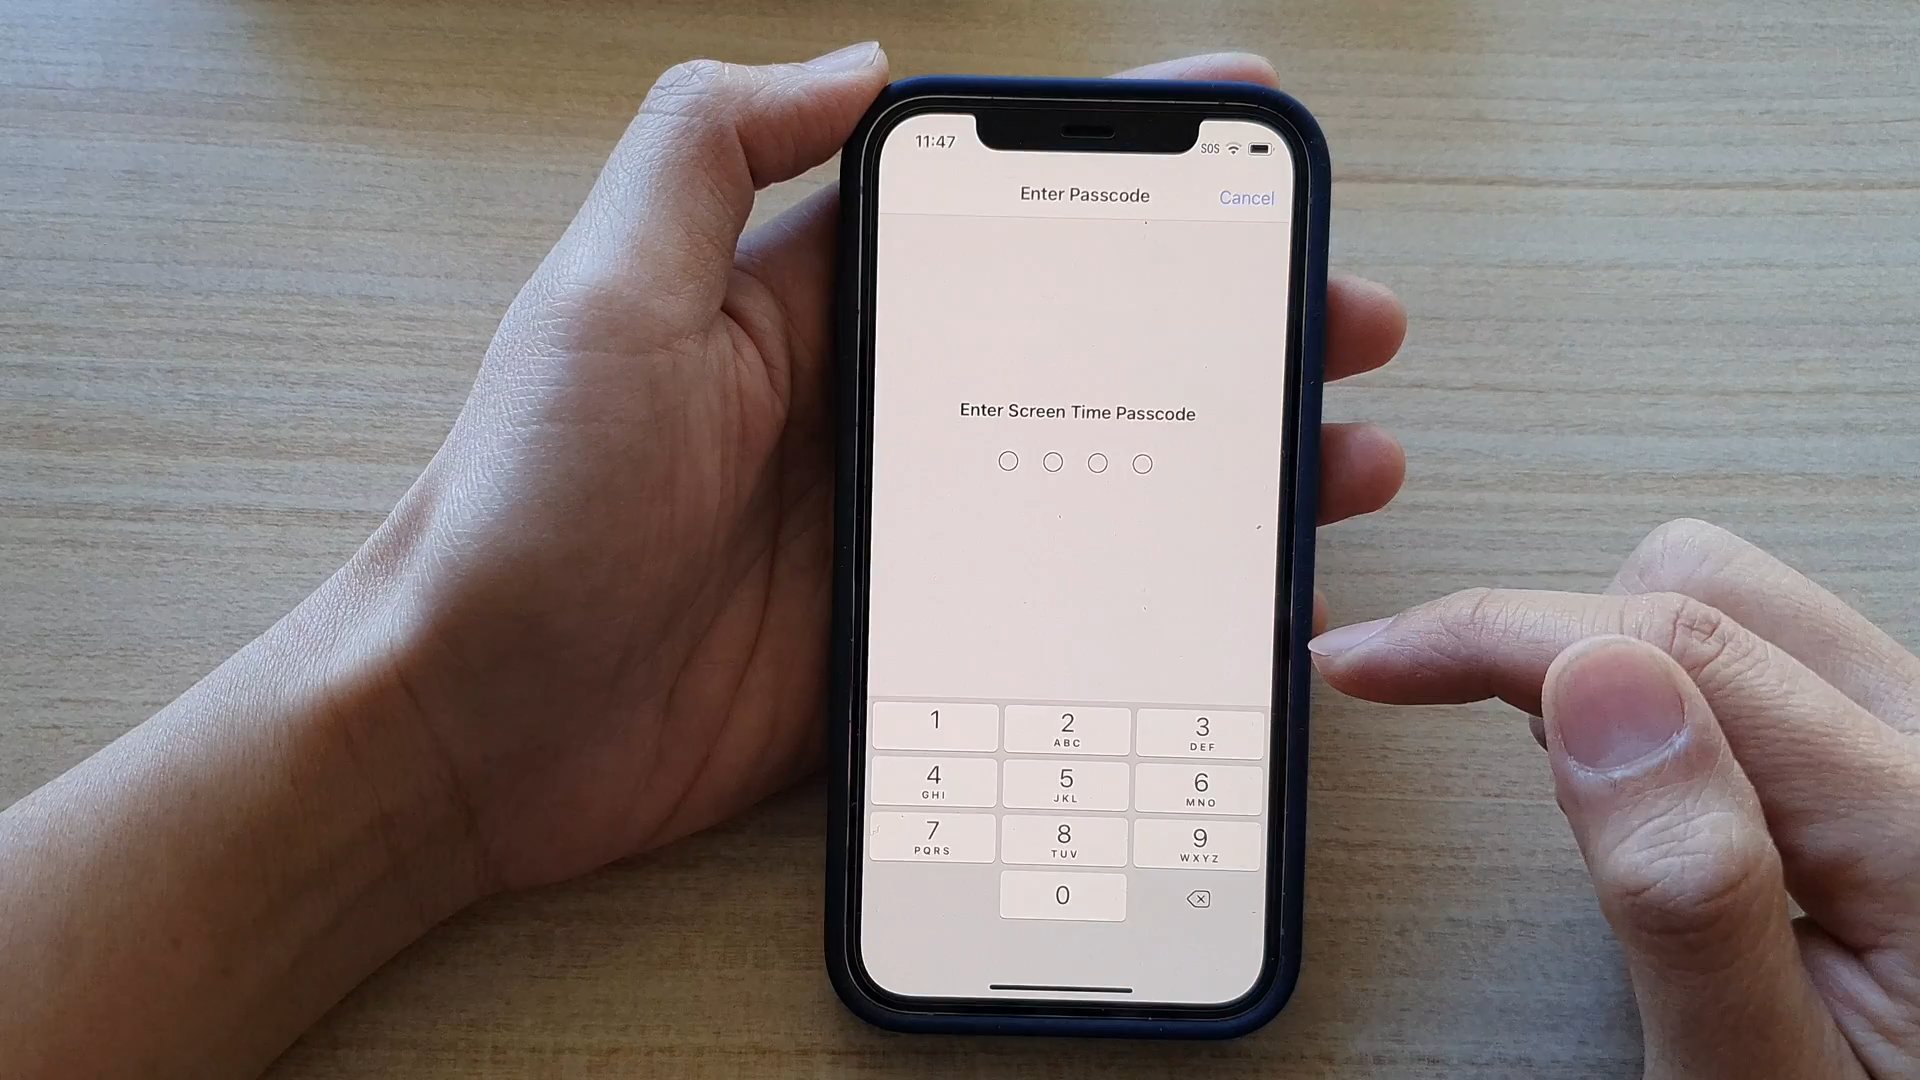 11:47
SOS
Enter Passcode
Cancel
Enter Screen Time Passcode
1
2
3
ABC
DEF
4
5
6
GHI
JKL
MNO
7
8
9
PQRS
TUV
WXYZ
0